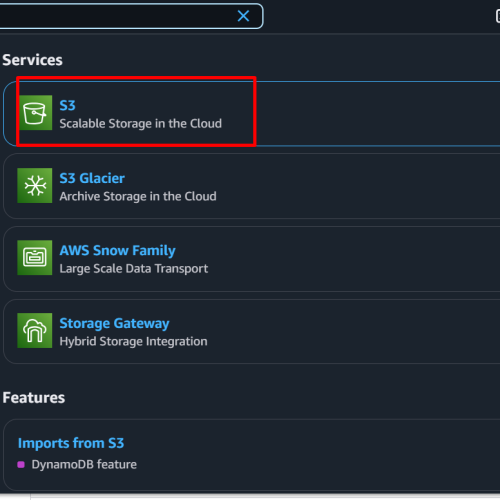 Services
S3
Scalable Storage in the Cloud
S3 Glacier
Archive Storage in the Cloud
AWS Snow Family
Large Scale Data Transport
Storage Gateway
Hybrid Storage Integration
Features
Imports from S3
DynamoDB feature